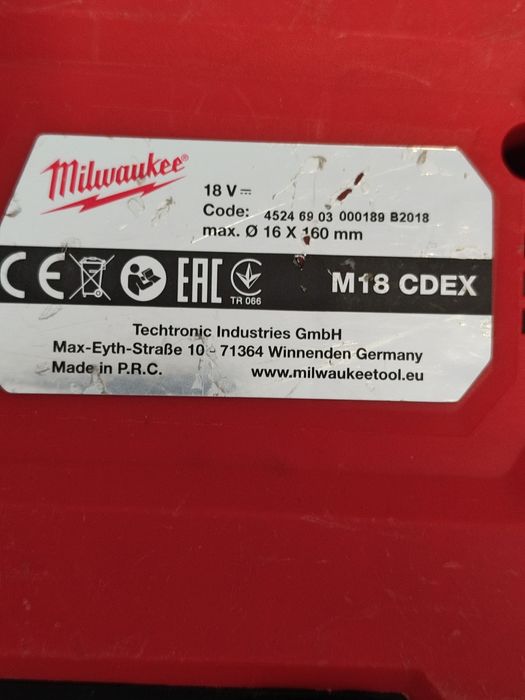 Milwaukee®
18 V
Code: 4524 69 03 000189 B2018
max. Ø 16 X 160 mm
CE EAC TR 066 M18 CDEX
Techtronic Industries GmbH
Max-Eyth-Straße 10 - 71364 Winnenden Germany
Made in P.R.C. www.milwaukeetool.eu